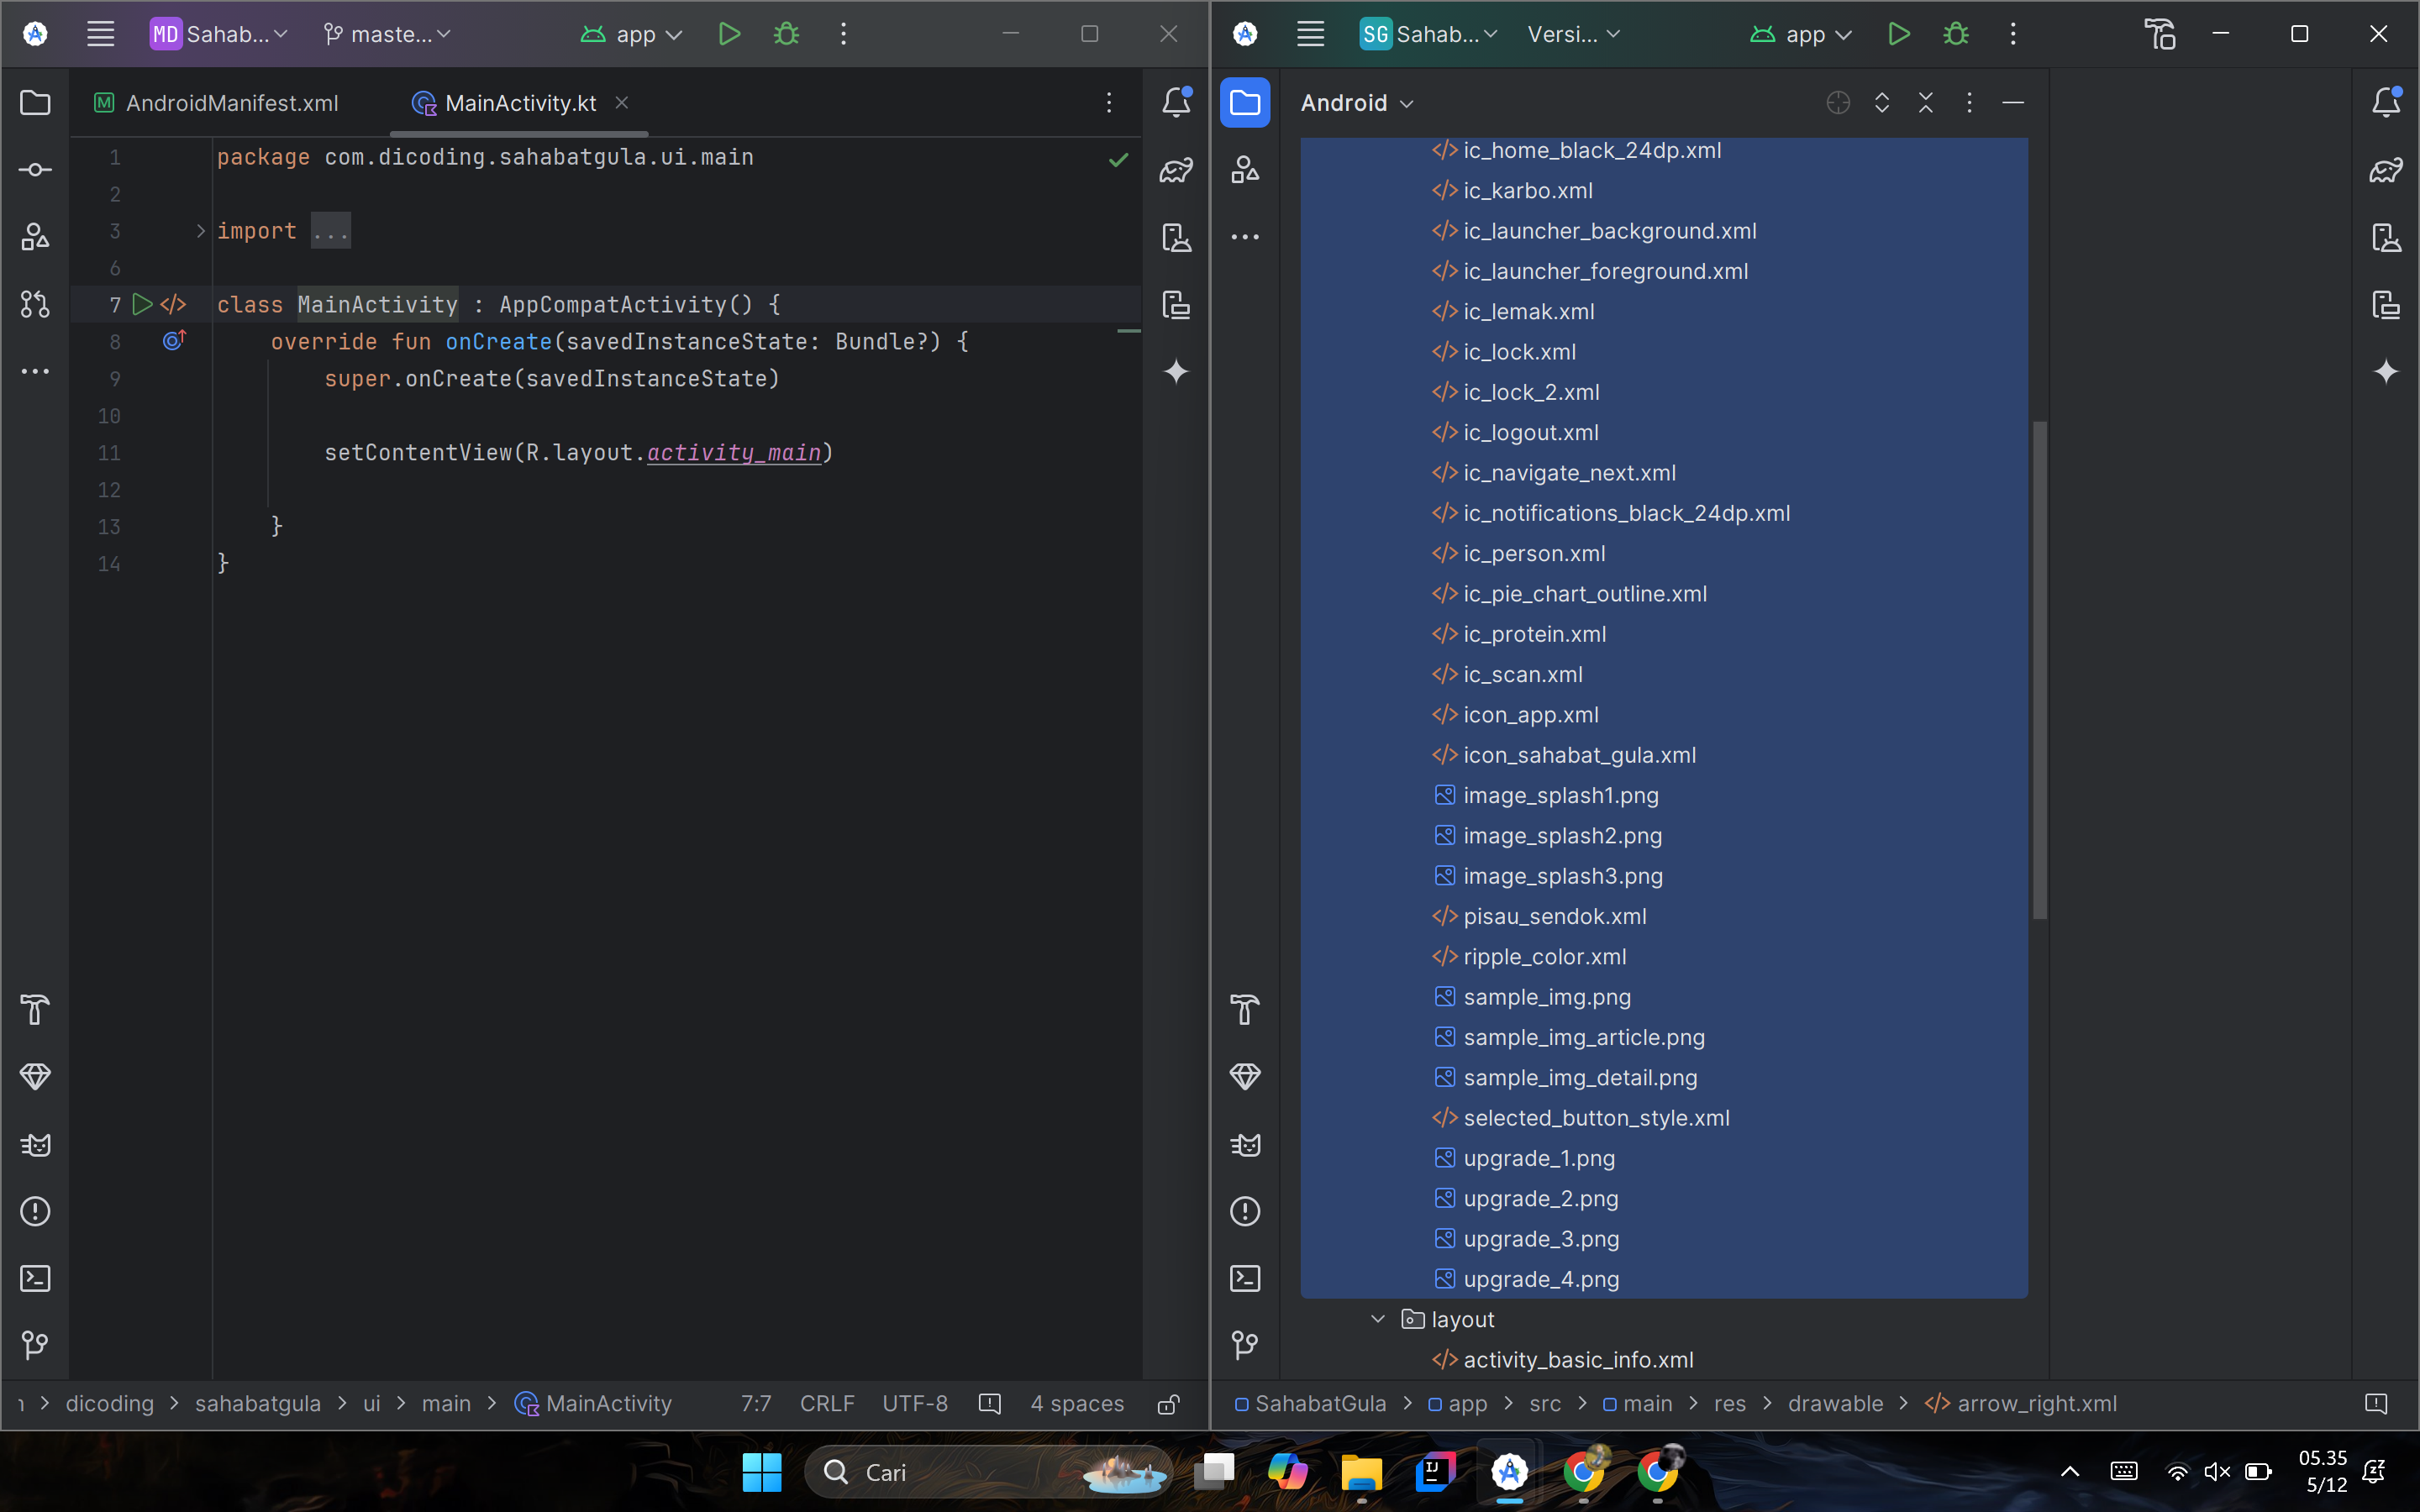 MD Sahab...
maste...
app
AndroidManifest.xml
MainActivity.kt
1 package com.dicoding.sahabatgula.ui.main
2
3 import ...
6
7 class MainActivity : AppCompatActivity() {
8 override fun onCreate(savedInstanceState: Bundle?) {
9 super.onCreate(savedInstanceState)
10
11 setContentView(R.layout.activity_main)
12
13 }
14 }
dicoding > sahabatgula > ui > main > MainActivity
7:7 CRLF UTF-8 4 spaces
SG Sahab...
Versi...
app
Android
ic_home_black_24dp.xml
ic_karbo.xml
ic_launcher_background.xml
ic_launcher_foreground.xml
ic_lemak.xml
ic_lock.xml
ic_lock_2.xml
ic_logout.xml
ic_navigate_next.xml
ic_notifications_black_24dp.xml
ic_person.xml
ic_pie_chart_outline.xml
ic_protein.xml
ic_scan.xml
icon_app.xml
icon_sahabat_gula.xml
image_splash1.png
image_splash2.png
image_splash3.png
pisau_sendok.xml
ripple_color.xml
sample_img.png
sample_img_article.png
sample_img_detail.png
selected_button_style.xml
upgrade_1.png
upgrade_2.png
upgrade_3.png
upgrade_4.png
layout
activity_basic_info.xml
SahabatGula > app > src > main > res > drawable > arrow_right.xml
Cari
05.35
5/12